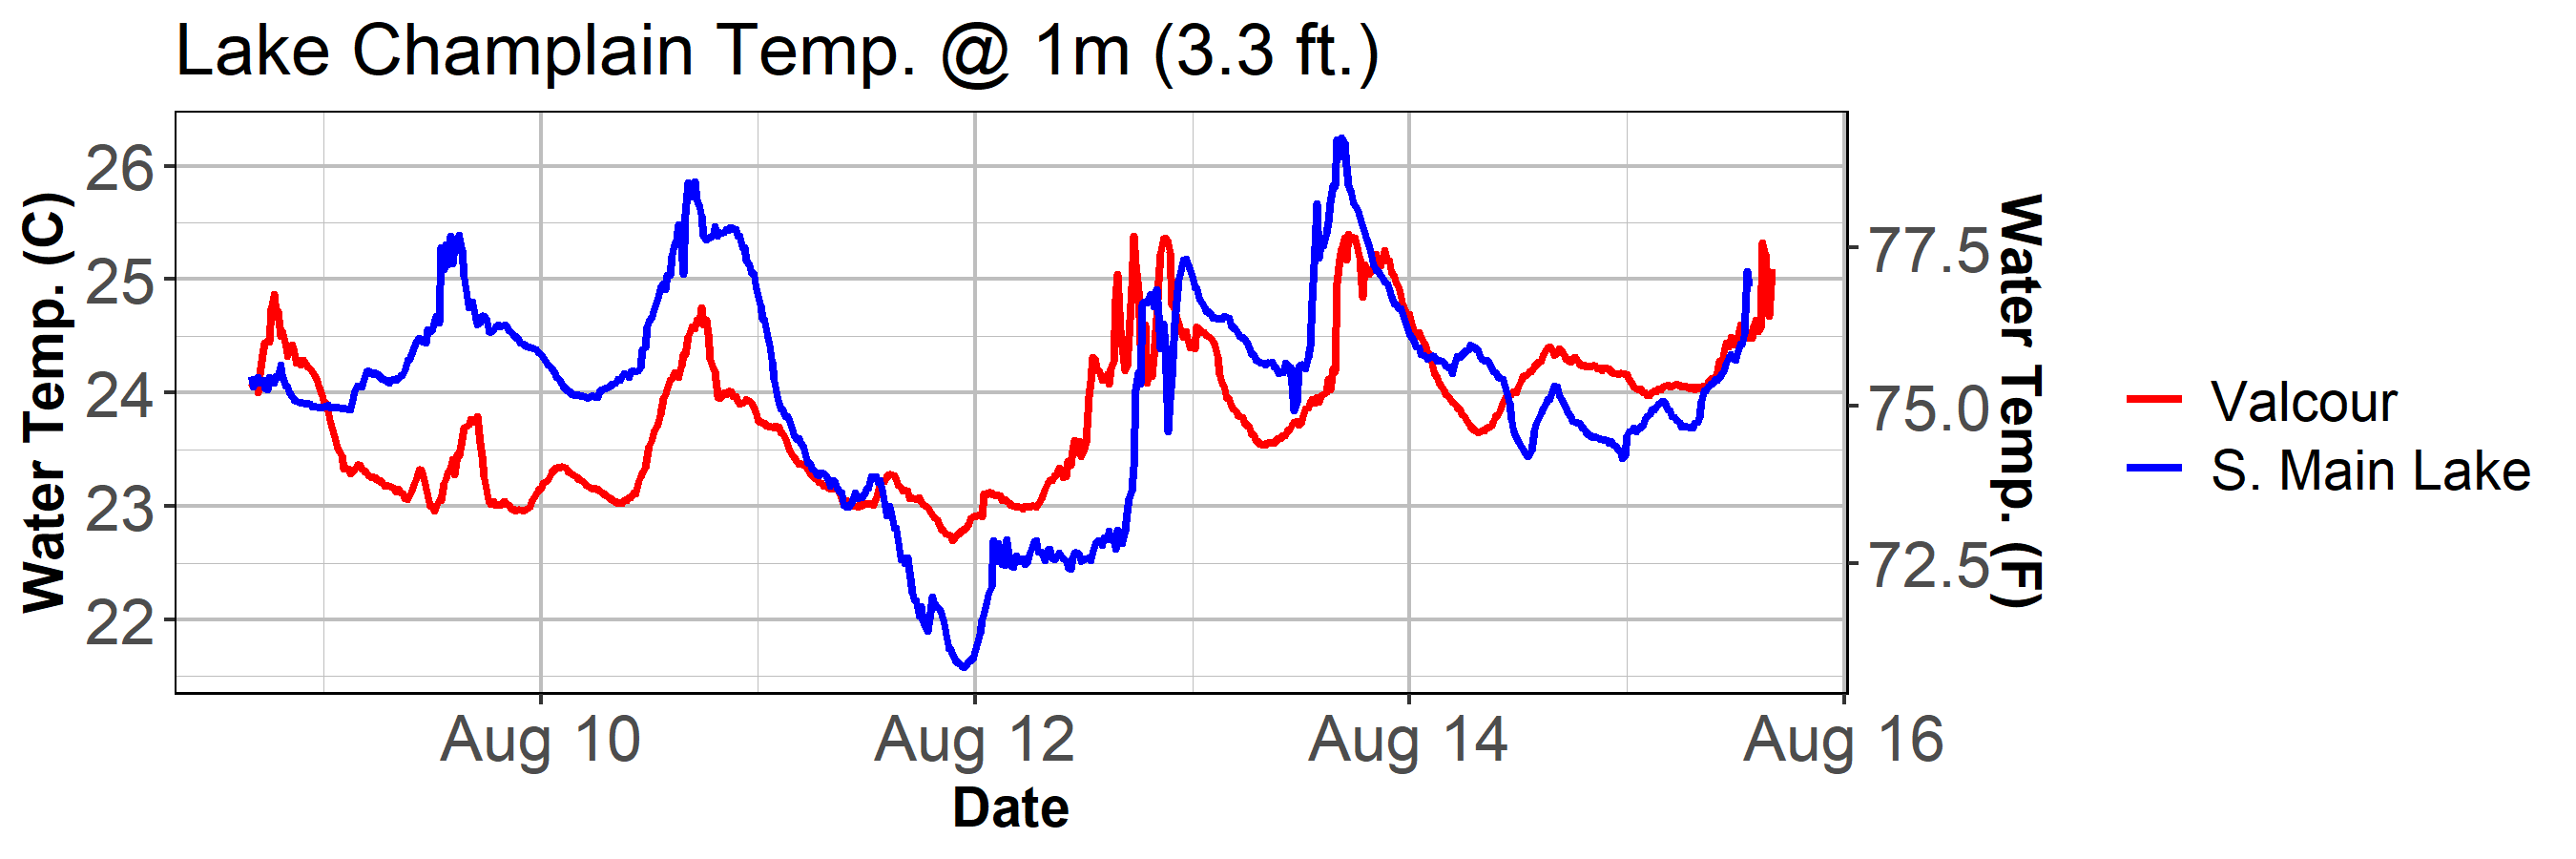 Lake Champlain Temp. @ 1m (3.3 ft.)
Water Temp. (C)
26
25
24
23
22
77.5
75.0
72.5
Water Temp. (F)
Valcour
S. Main Lake
Aug 10
Aug 12
Aug 14
Aug 16
Date